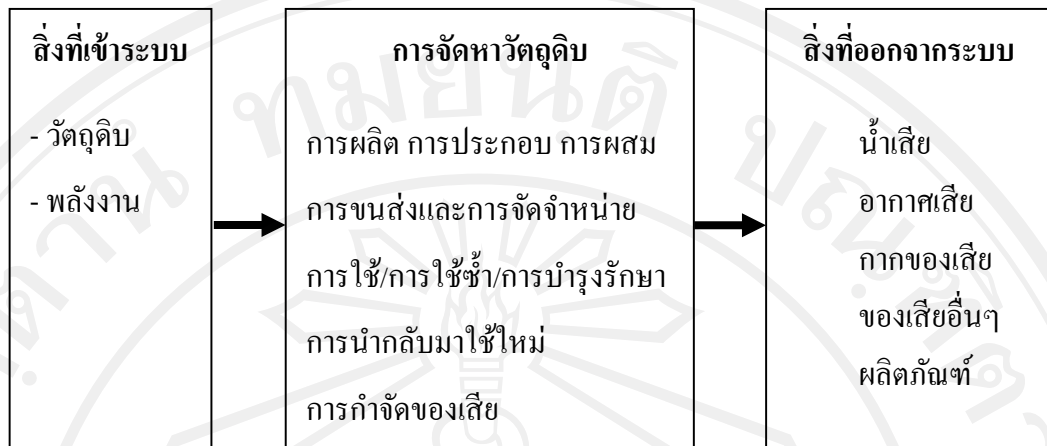 สิ่งที่เข้าระบบ
- วัตถุดิบ
- พลังงาน
การจัดหาวัตถุดิบ
การผลิต การประกอบ การผสม
การขนส่งและการจัดจำหน่าย
การใช้/การใช้ซ้ำ/การบำรุงรักษา
การนำกลับมาใช้ใหม่
การกำจัดของเสีย
สิ่งที่ออกจากระบบ
น้ำเสีย
อากาศเสีย
กากของเสีย
ของเสียอื่นๆ
ผลิตภัณฑ์